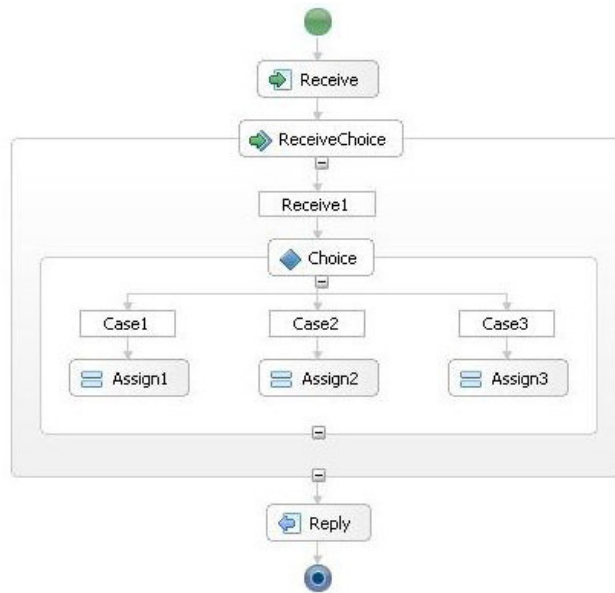 Receive
ReceiveChoice
Receive1
Choice
Case1 Case2 Case3
Assign1 Assign2 Assign3
Reply